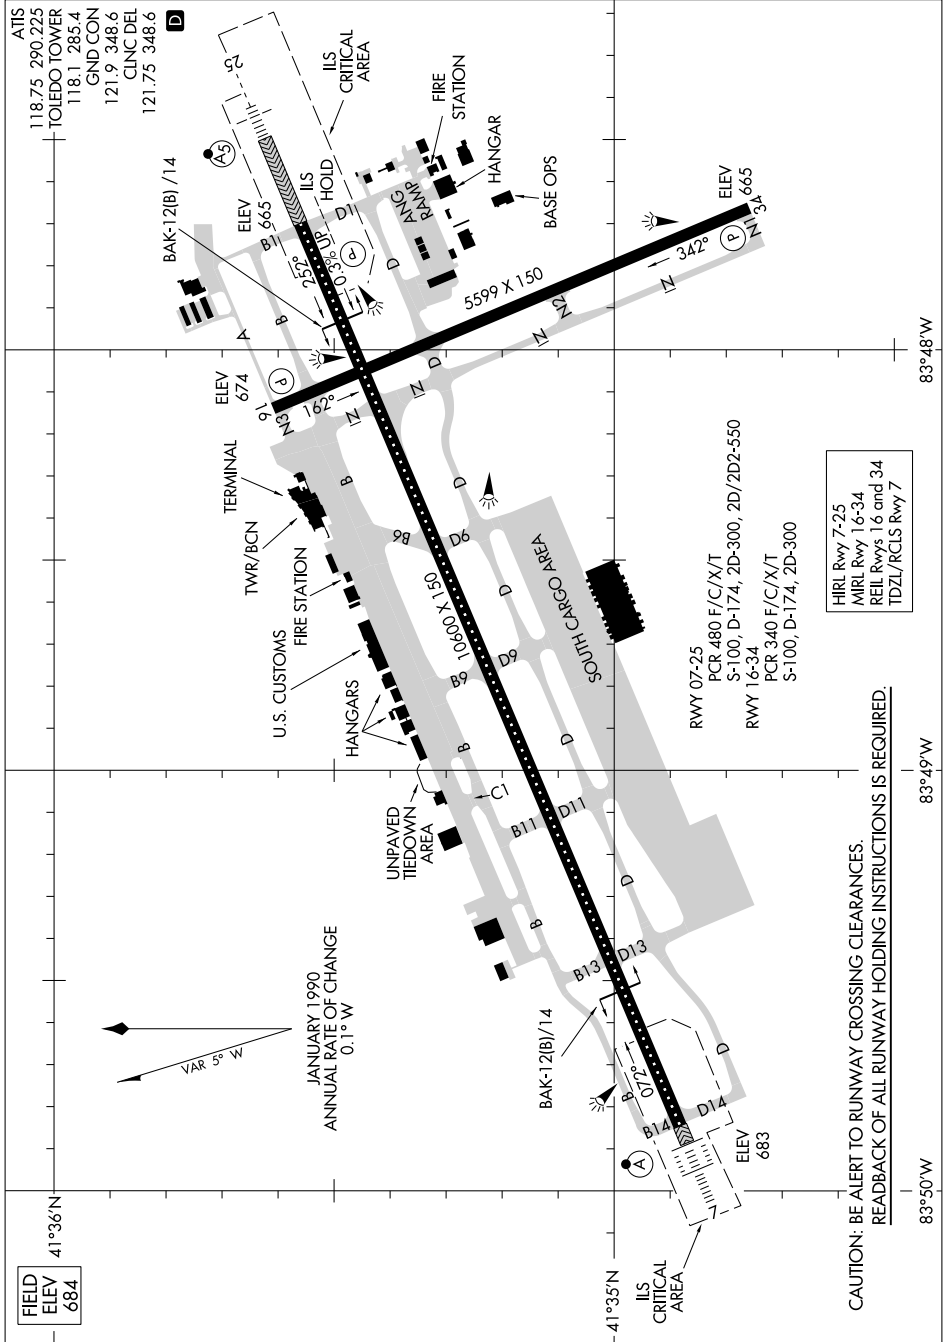 ATIS
118.75 290.225
TOLEDO TOWER
118.1 285.4
GND CON
121.9 348.6
CLNC DEL
121.75 348.6
D
FIELD
ELEV
684
41°36'N
41°35'N
83°48'W
83°49'W
83°50'W
VAR 5° W
JANUARY 1990
ANNUAL RATE OF CHANGE
0.1° W
25
A5
ILS
CRITICAL
AREA
FIRE
STATION
HANGAR
BASE OPS
ANG
RAMP
ILS
HOLD
BAK-12(B) /14
ELEV
665
B1
D1
252°
0.3% UP
P
A
B
D
ELEV
674
P
16
N3
162°
N
N
D
5599 X 150
N2
N
N
342°
P
N1
34
ELEV
665
TERMINAL
TWR/BCN
FIRE STATION
U.S. CUSTOMS
HANGARS
UNPAVED
TIEDOWN
AREA
C1
B
B6
D6
D
10600 X 150
D
SOUTH CARGO AREA
B9
D9
B
D
B11
D11
D
B
B13
D13
BAK-12(B)/14
072°
B
D
B14
D14
A
ELEV
683
7
ILS
CRITICAL
AREA
RWY 07-25
PCR 480 F/C/X/T
S-100, D-174, 2D-300, 2D/2D2-550
RWY 16-34
PCR 340 F/C/X/T
S-100, D-174, 2D-300
HIRL Rwy 7-25
MIRL Rwy 16-34
REIL Rwys 16 and 34
TDZL/RCLS Rwy 7
CAUTION: BE ALERT TO RUNWAY CROSSING CLEARANCES.
READBACK OF ALL RUNWAY HOLDING INSTRUCTIONS IS REQUIRED.